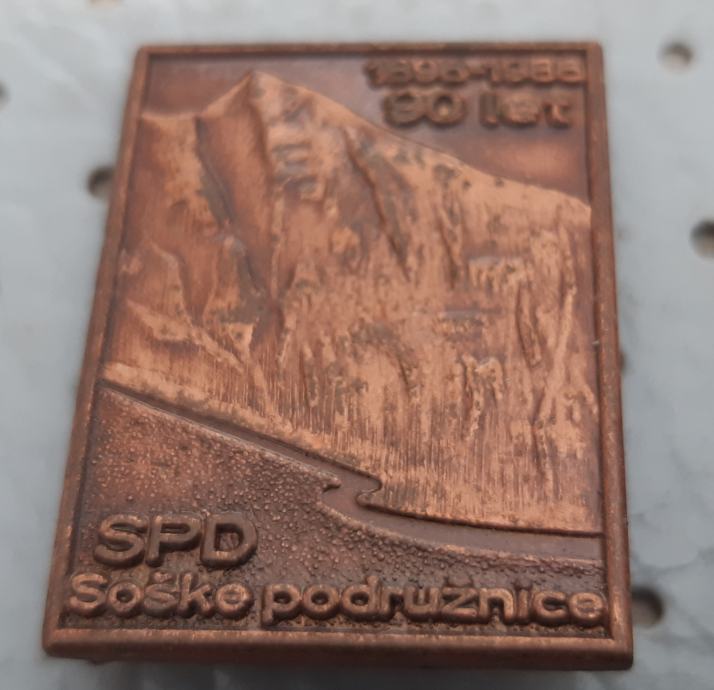 1896-1986
90 let
SPD
Soške podružnice